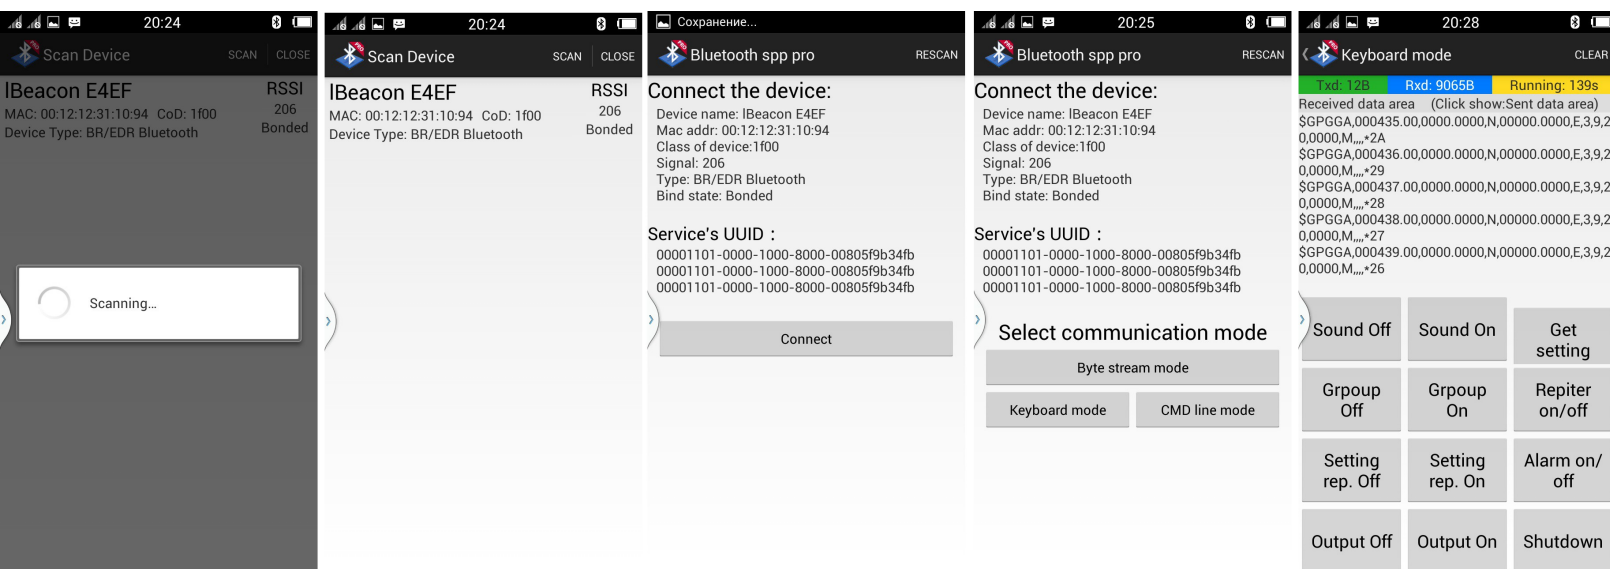 20:24
Scan Device SCAN CLOSE
lBeacon E4EF RSSI
MAC: 00:12:12:31:10:94 CoD: 1f00 206
Device Type: BR/EDR Bluetooth Bonded
Scanning...
20:24
Scan Device SCAN CLOSE
lBeacon E4EF RSSI
MAC: 00:12:12:31:10:94 CoD: 1f00 206
Device Type: BR/EDR Bluetooth Bonded
Сохранение...
Bluetooth spp pro RESCAN
Connect the device:
Device name: lBeacon E4EF
Mac addr: 00:12:12:31:10:94
Class of device:1f00
Signal: 206
Type: BR/EDR Bluetooth
Bind state: Bonded
Service's UUID：
00001101-0000-1000-8000-00805f9b34fb
00001101-0000-1000-8000-00805f9b34fb
00001101-0000-1000-8000-00805f9b34fb
Connect
20:25
Bluetooth spp pro RESCAN
Connect the device:
Device name: lBeacon E4EF
Mac addr: 00:12:12:31:10:94
Class of device:1f00
Signal: 206
Type: BR/EDR Bluetooth
Bind state: Bonded
Service's UUID：
00001101-0000-1000-8000-00805f9b34fb
00001101-0000-1000-8000-00805f9b34fb
00001101-0000-1000-8000-00805f9b34fb
Select communication mode
Byte stream mode
Keyboard mode CMD line mode
20:28
Keyboard mode CLEAR
Txd: 12B Rxd: 9065B Running: 139s
Received data area (Click show:Sent data area)
$GPGGA,000435.00,0000.0000,N,00000.0000,E,3,9,2
0,0000,M,,,,*2A
$GPGGA,000436.00,0000.0000,N,00000.0000,E,3,9,2
0,0000,M,,,,*29
$GPGGA,000437.00,0000.0000,N,00000.0000,E,3,9,2
0,0000,M,,,,*28
$GPGGA,000438.00,0000.0000,N,00000.0000,E,3,9,2
0,0000,M,,,,*27
$GPGGA,000439.00,0000.0000,N,00000.0000,E,3,9,2
0,0000,M,,,,*26
Sound Off Sound On Get
setting
Grpoup Grpoup Repiter
Off On on/off
Setting Setting Alarm on/
rep. Off rep. On off
Output Off Output On Shutdown